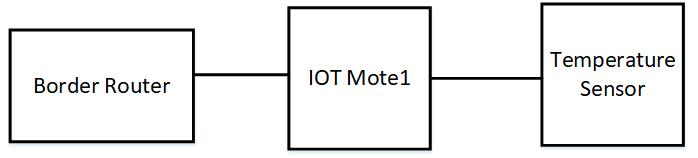 Border Router
IOT Mote1
Temperature
Sensor